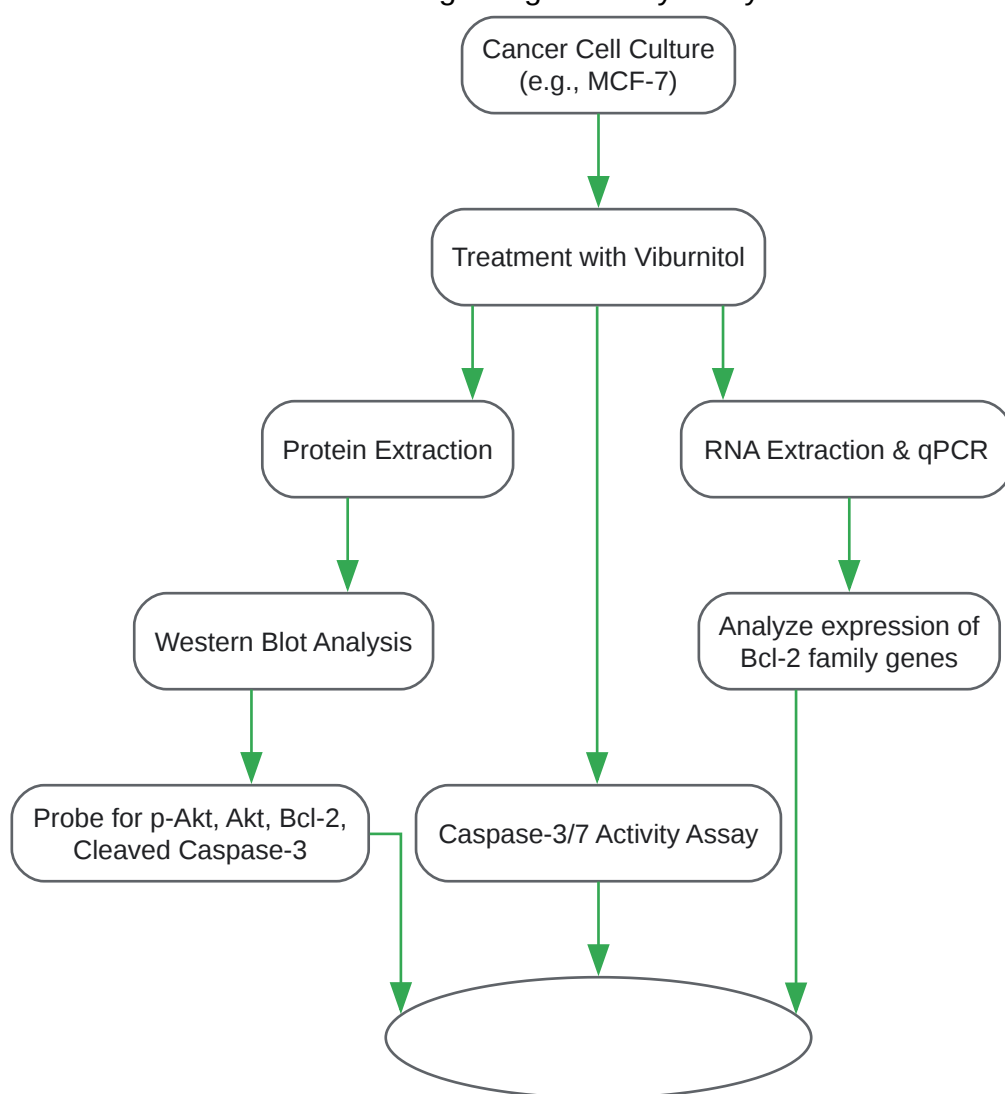 Cancer Cell Culture
(e.g., MCF-7)
Treatment with Viburnitol
Protein Extraction
RNA Extraction & qPCR
Western Blot Analysis
Analyze expression of
Bcl-2 family genes
Probe for p-Akt, Akt, Bcl-2,
Cleaved Caspase-3
Caspase-3/7 Activity Assay